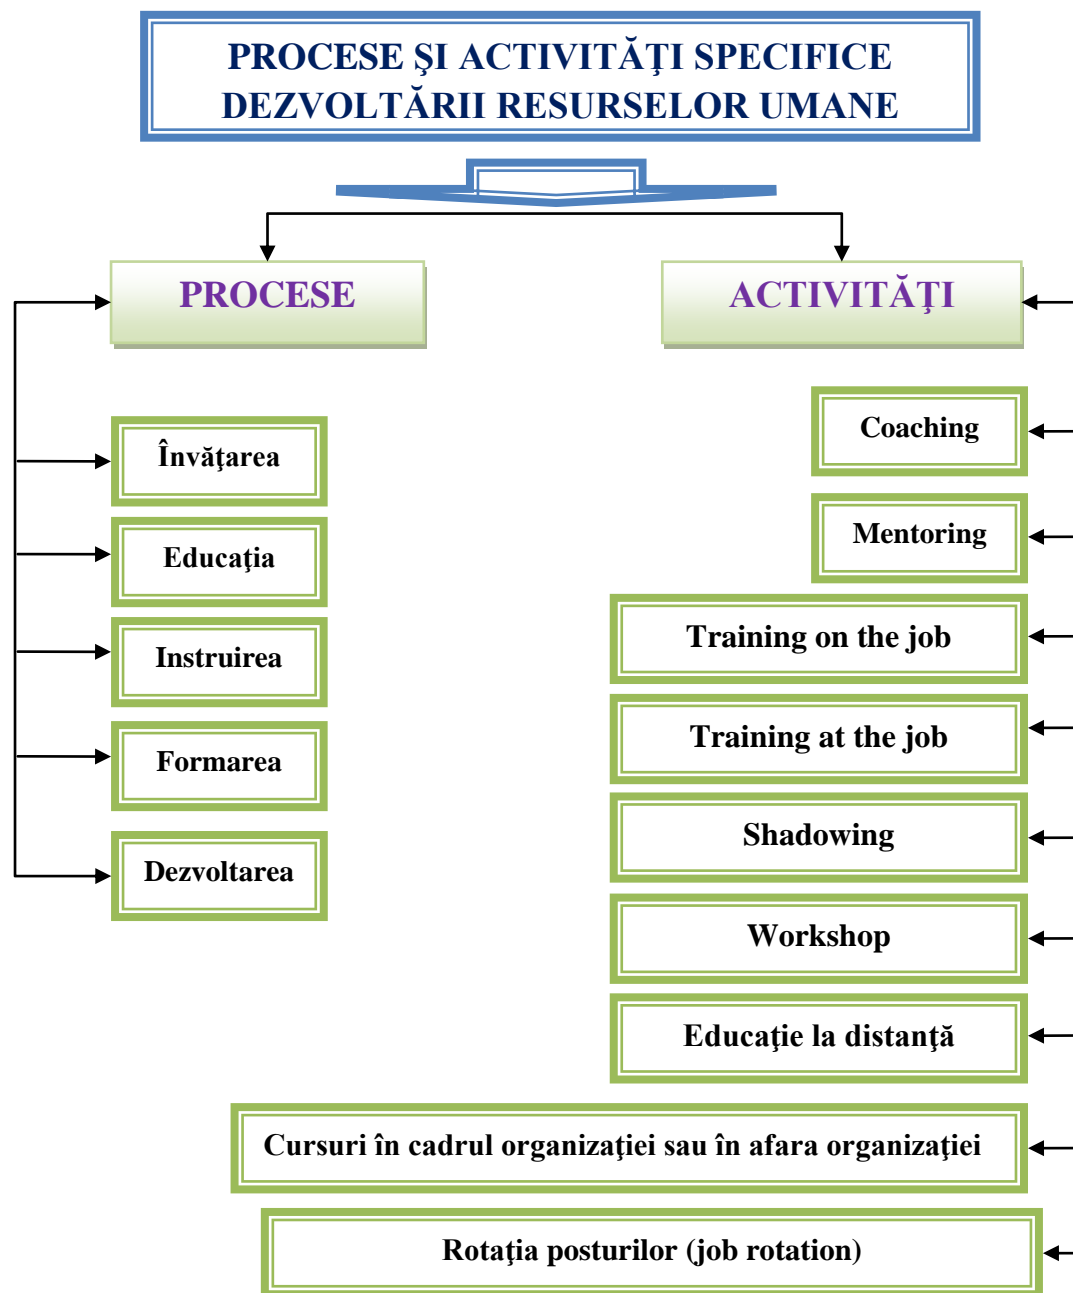 PROCESE ŞI ACTIVITĂŢI SPECIFICE
DEZVOLTĂRII RESURSELOR UMANE
PROCESE
ACTIVITĂŢI
Învăţarea
Educaţia
Instruirea
Formarea
Dezvoltarea
Coaching
Mentoring
Training on the job
Training at the job
Shadowing
Workshop
Educaţie la distanţă
Cursuri în cadrul organizaţiei sau în afara organizaţiei
Rotaţia posturilor (job rotation)